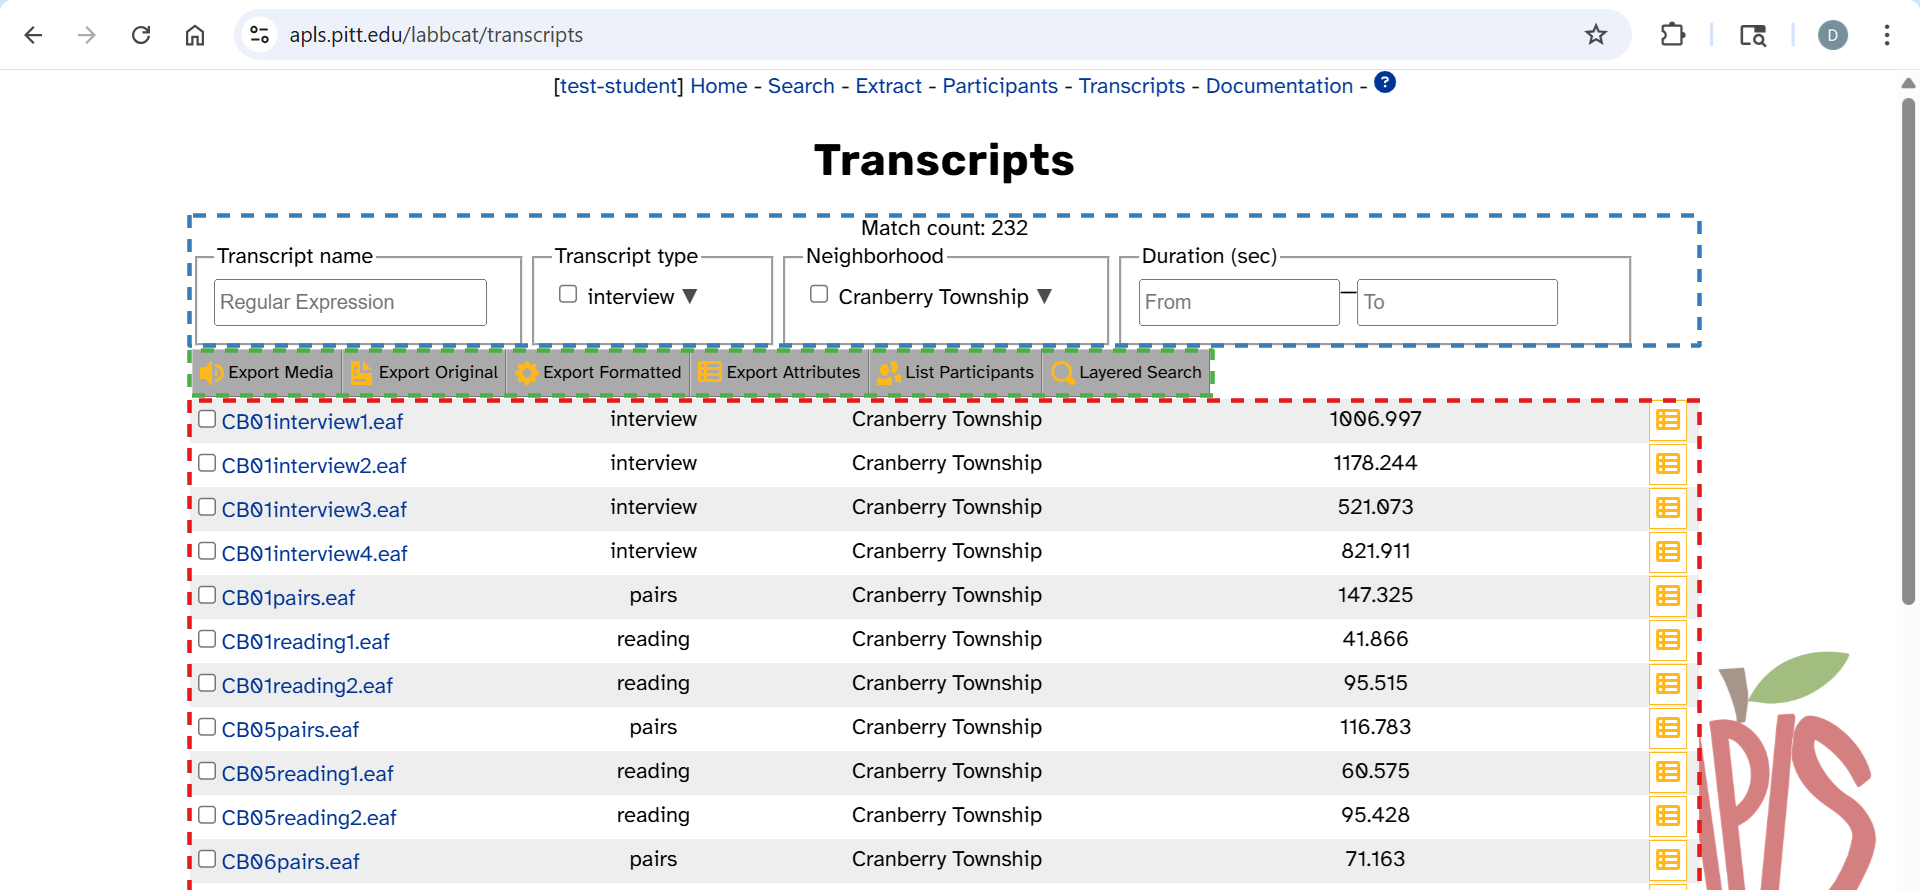 apls.pitt.edu/labbcat/transcripts
D
[test-student] Home - Search - Extract - Participants - Transcripts - Documentation - ?
Transcripts
Match count: 232
Transcript name Transcript type Neighborhood Duration (sec)
Regular Expression interview ▼ Cranberry Township ▼ From – To
Export Media Export Original Export Formatted Export Attributes List Participants Layered Search
CB01interview1.eaf interview Cranberry Township 1006.997
CB01interview2.eaf interview Cranberry Township 1178.244
CB01interview3.eaf interview Cranberry Township 521.073
CB01interview4.eaf interview Cranberry Township 821.911
CB01pairs.eaf pairs Cranberry Township 147.325
CB01reading1.eaf reading Cranberry Township 41.866
CB01reading2.eaf reading Cranberry Township 95.515
CB05pairs.eaf pairs Cranberry Township 116.783
CB05reading1.eaf reading Cranberry Township 60.575
CB05reading2.eaf reading Cranberry Township 95.428
CB06pairs.eaf pairs Cranberry Township 71.163